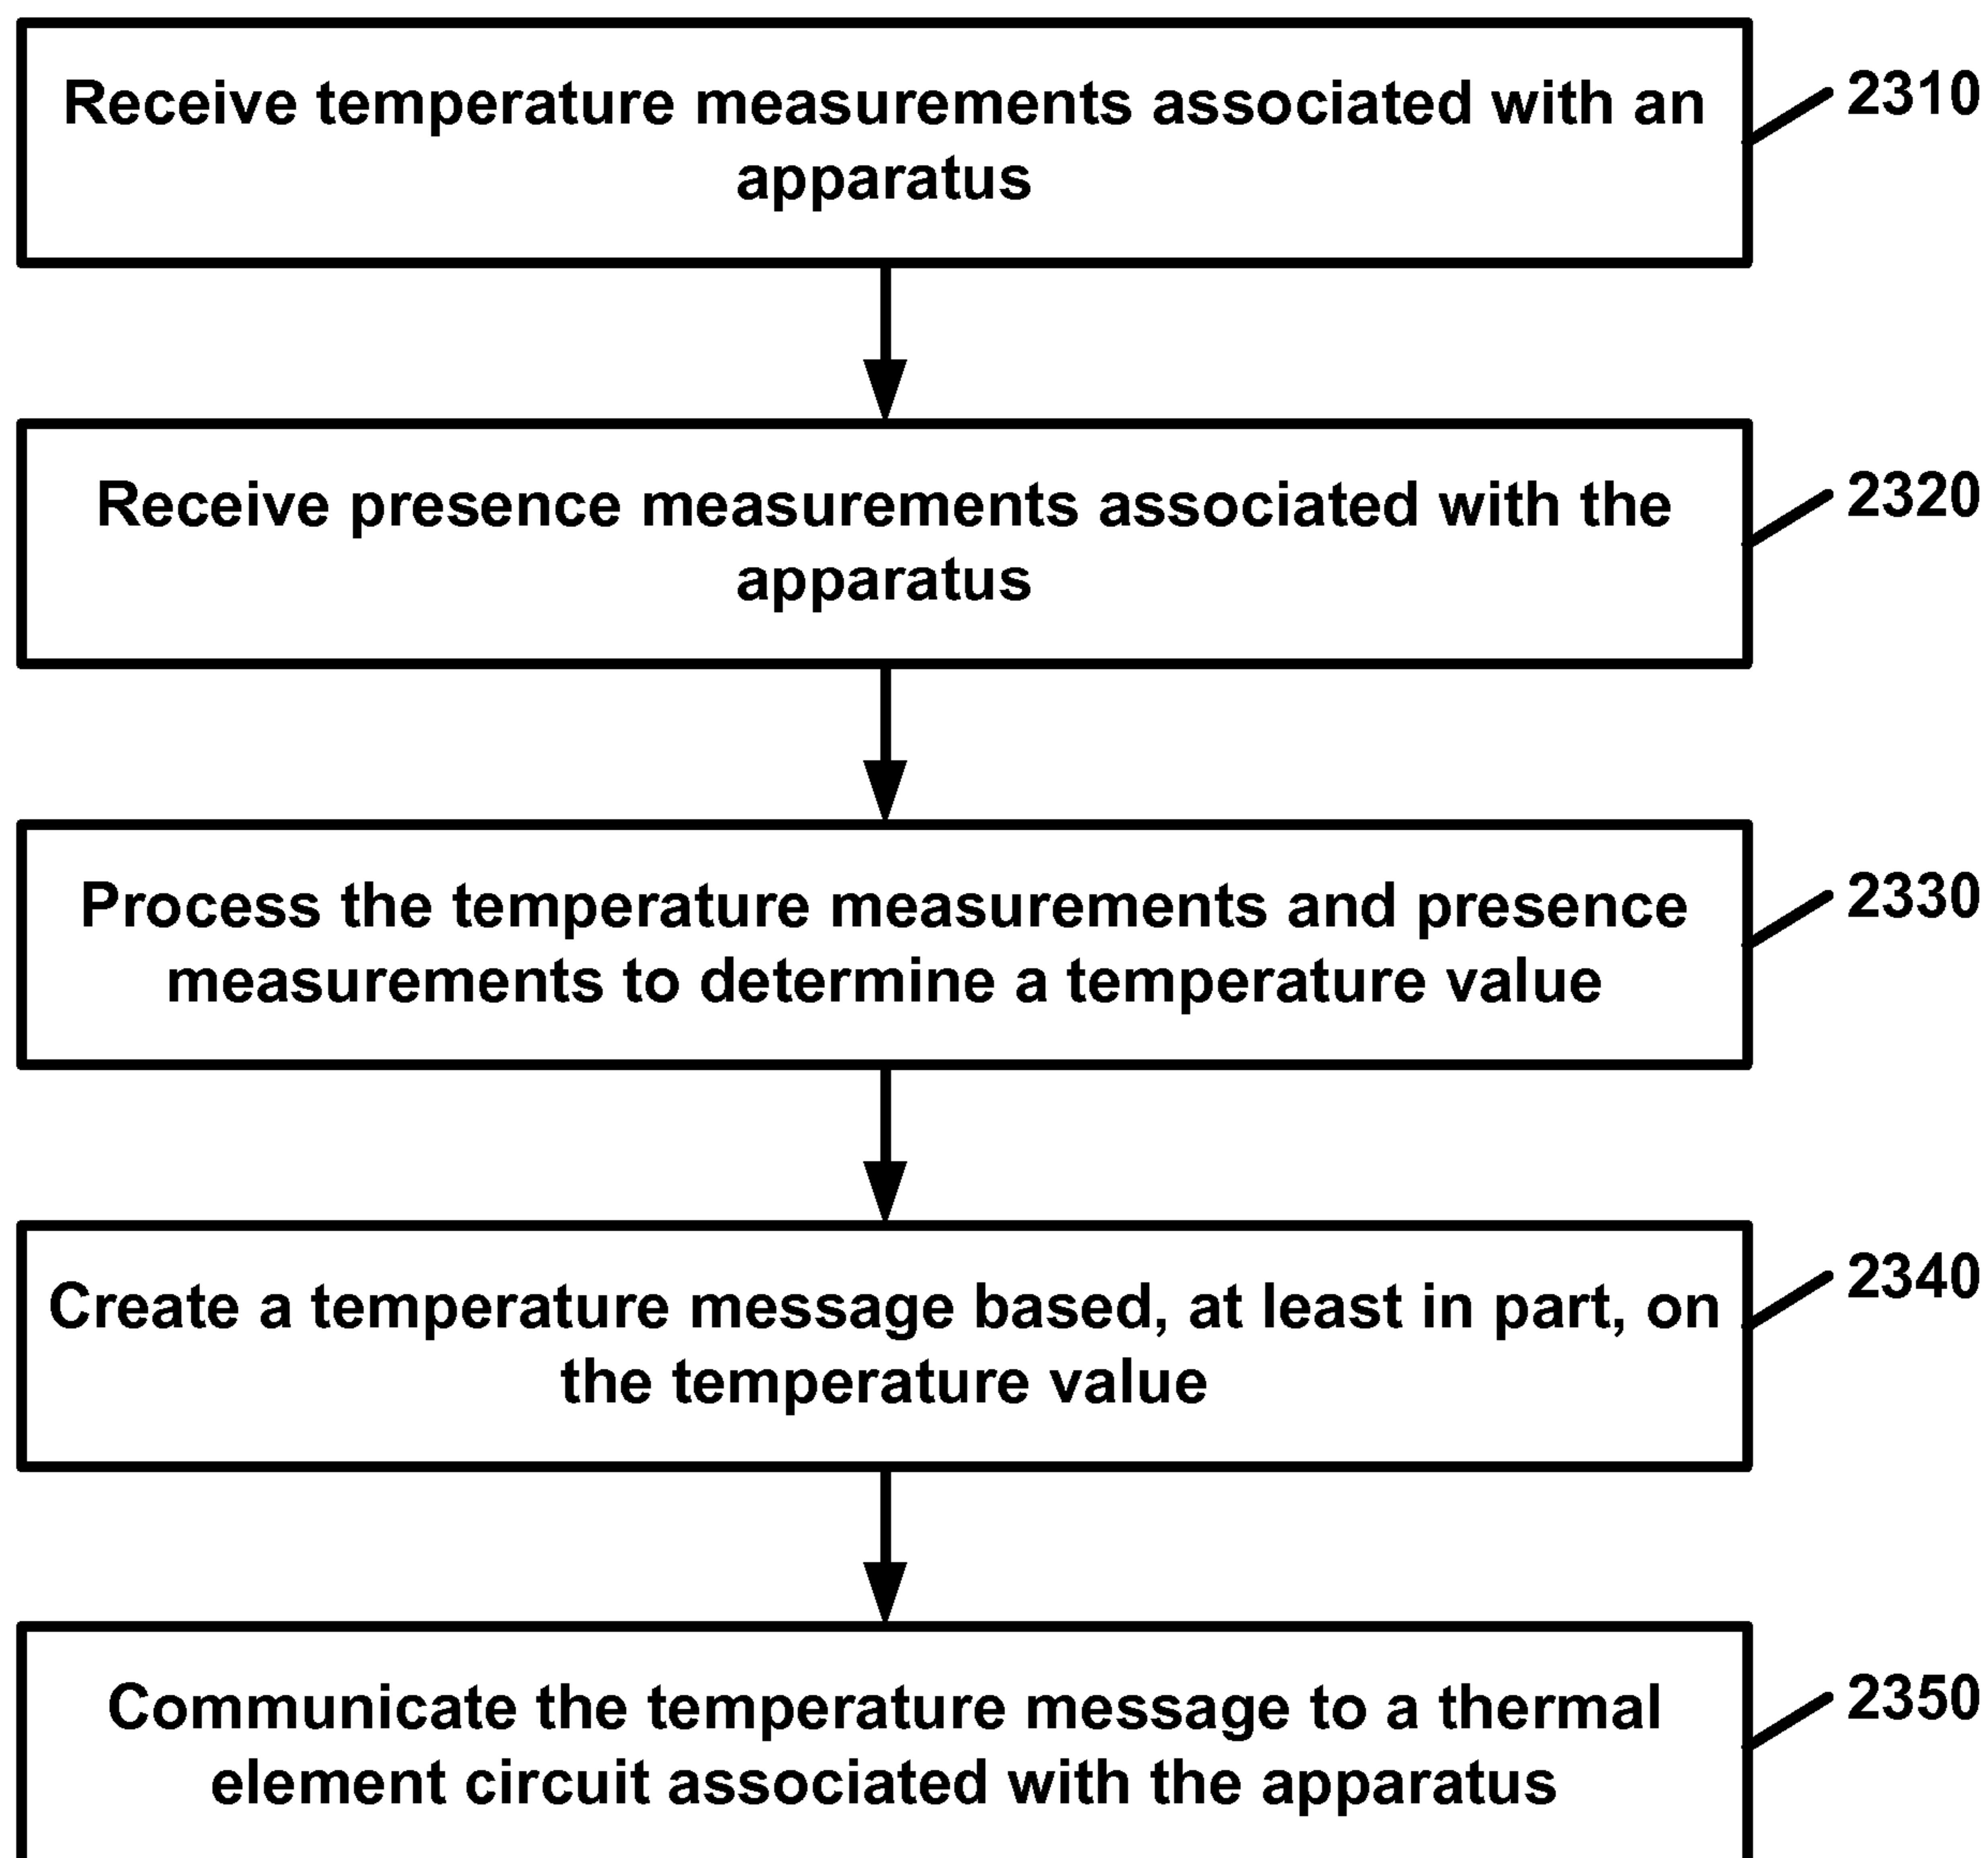 Receive temperature measurements associated with an
apparatus
2310
Receive presence measurements associated with the
apparatus
2320
Process the temperature measurements and presence
measurements to determine a temperature value
2330
Create a temperature message based, at least in part, on
the temperature value
2340
Communicate the temperature message to a thermal
element circuit associated with the apparatus
2350